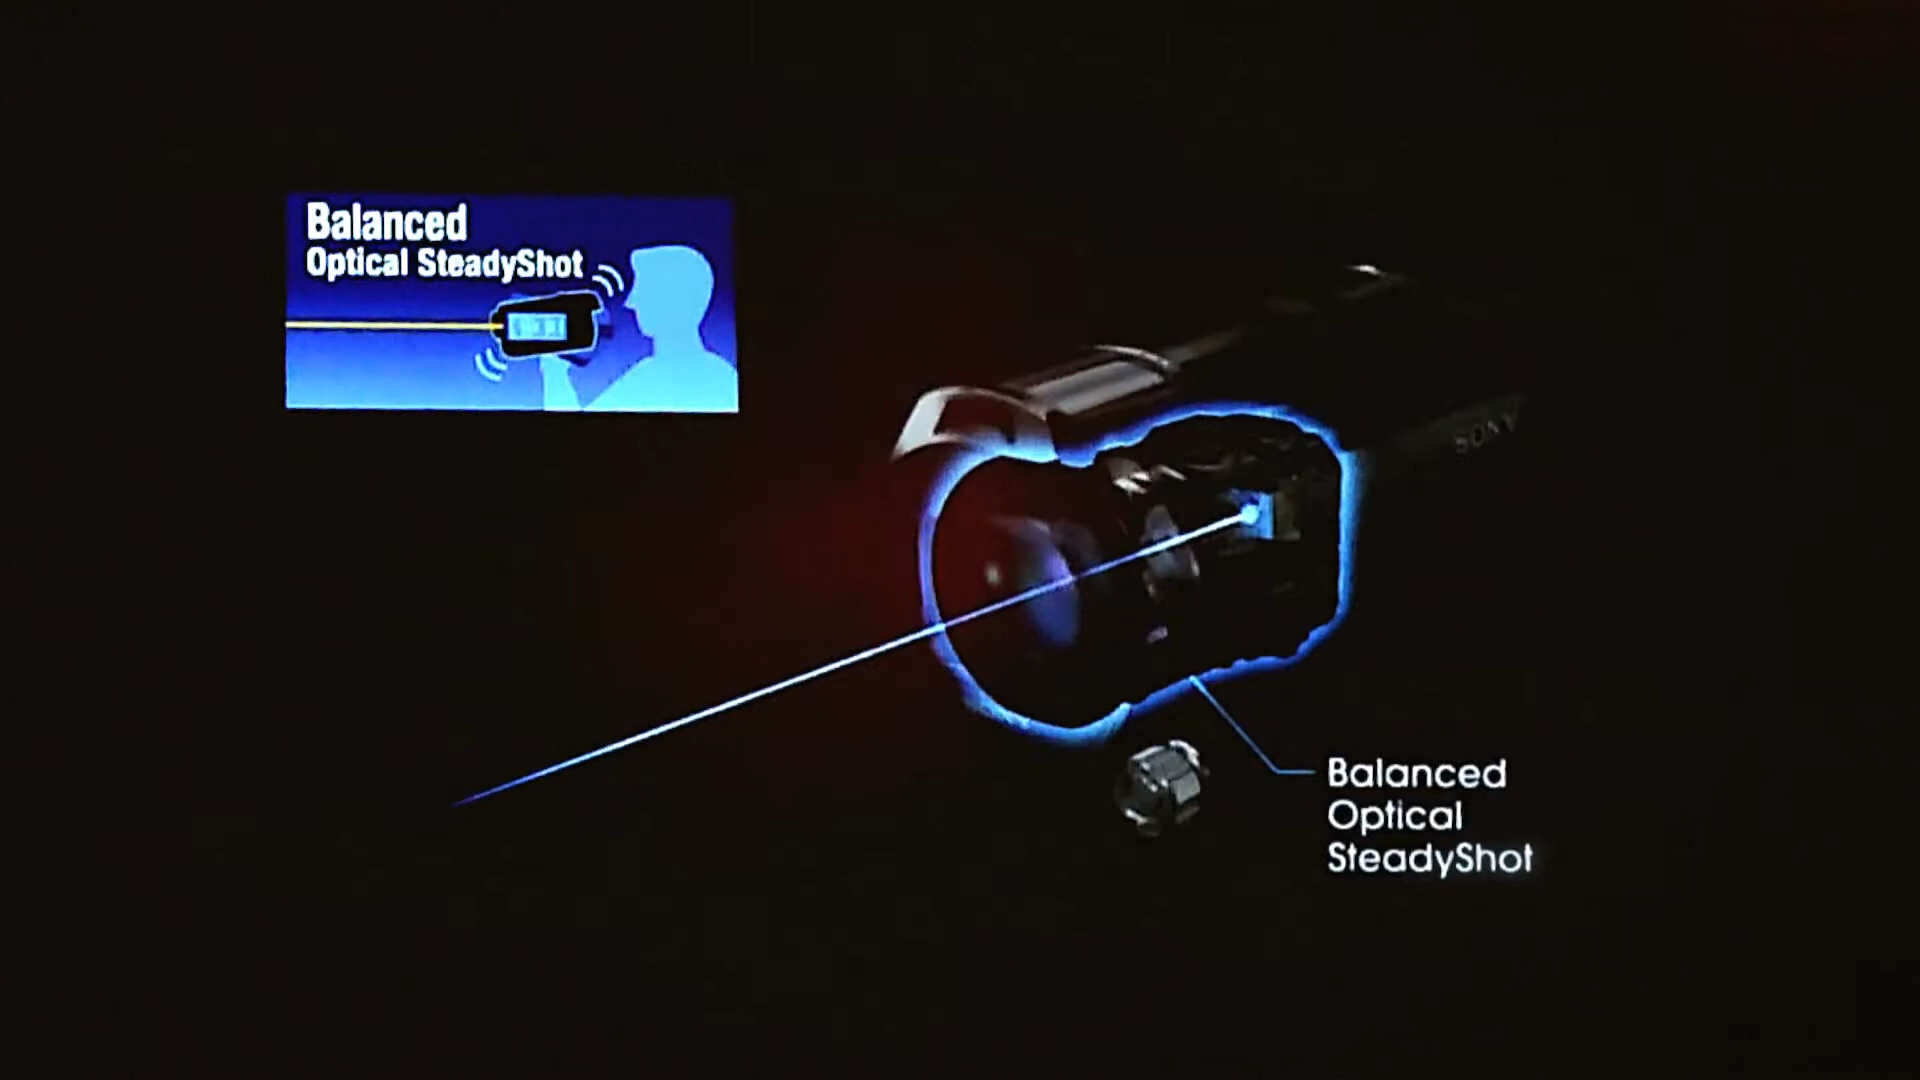 Balanced
Optical SteadyShot
SONY
Balanced
Optical
SteadyShot